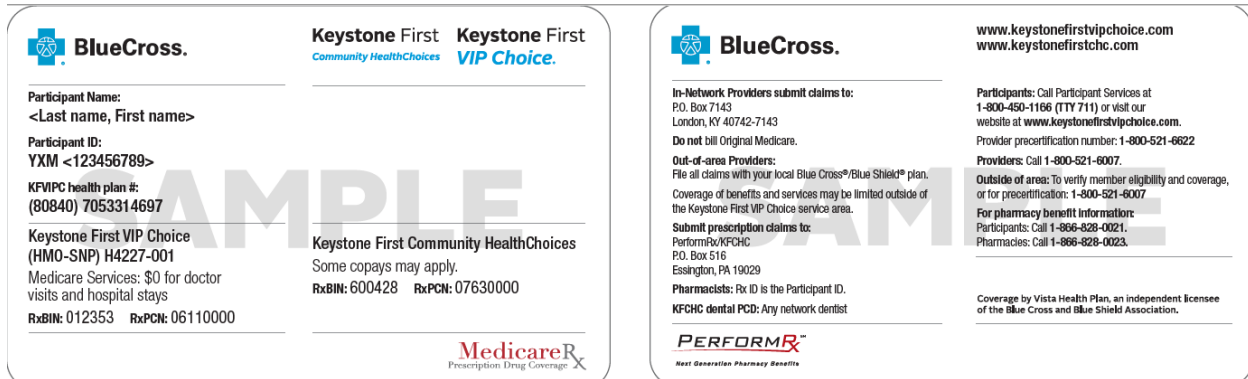 BlueCross.
Keystone First
Community HealthChoices
Keystone First
VIP Choice.
Participant Name:
<Last name, First name>
Participant ID:
YXM <123456789>
KFVIPC health plan #:
(80840) 7053314697
SAMPLE
Keystone First VIP Choice
(HMO-SNP) H4227-001
Medicare Services: $0 for doctor
visits and hospital stays
RxBIN: 012353 RxPCN: 06110000
Keystone First Community HealthChoices
Some copays may apply.
RxBIN: 600428 RxPCN: 07630000
MedicareRx
Prescription Drug Coverage
BlueCross.
www.keystonefirstvipchoice.com
www.keystonefirstchc.com
In-Network Providers submit claims to:
P.O. Box 7143
London, KY 40742-7143
Do not bill Original Medicare.
Out-of-area Providers:
File all claims with your local Blue Cross®/Blue Shield® plan.
Coverage of benefits and services may be limited outside of
the Keystone First VIP Choice service area.
Submit prescription claims to:
PerformRx/KFCHC
P.O. Box 516
Essington, PA 19029
Pharmacists: Rx ID is the Participant ID.
KFCHC dental PCD: Any network dentist
SAMPLE
Participants: Call Participant Services at
1-800-450-1166 (TTY 711) or visit our
website at www.keystonefirstvipchoice.com.
Provider precertification number: 1-800-521-6622
Providers: Call 1-800-521-6007.
Outside of area: To verify member eligibility and coverage,
or for precertification: 1-800-521-6007
For pharmacy benefit information:
Participants: Call 1-866-828-0021.
Pharmacies: Call 1-866-828-0023.
Coverage by Vista Health Plan, an independent licensee
of the Blue Cross and Blue Shield Association.
PERFORMRx℠
Next Generation Pharmacy Benefits